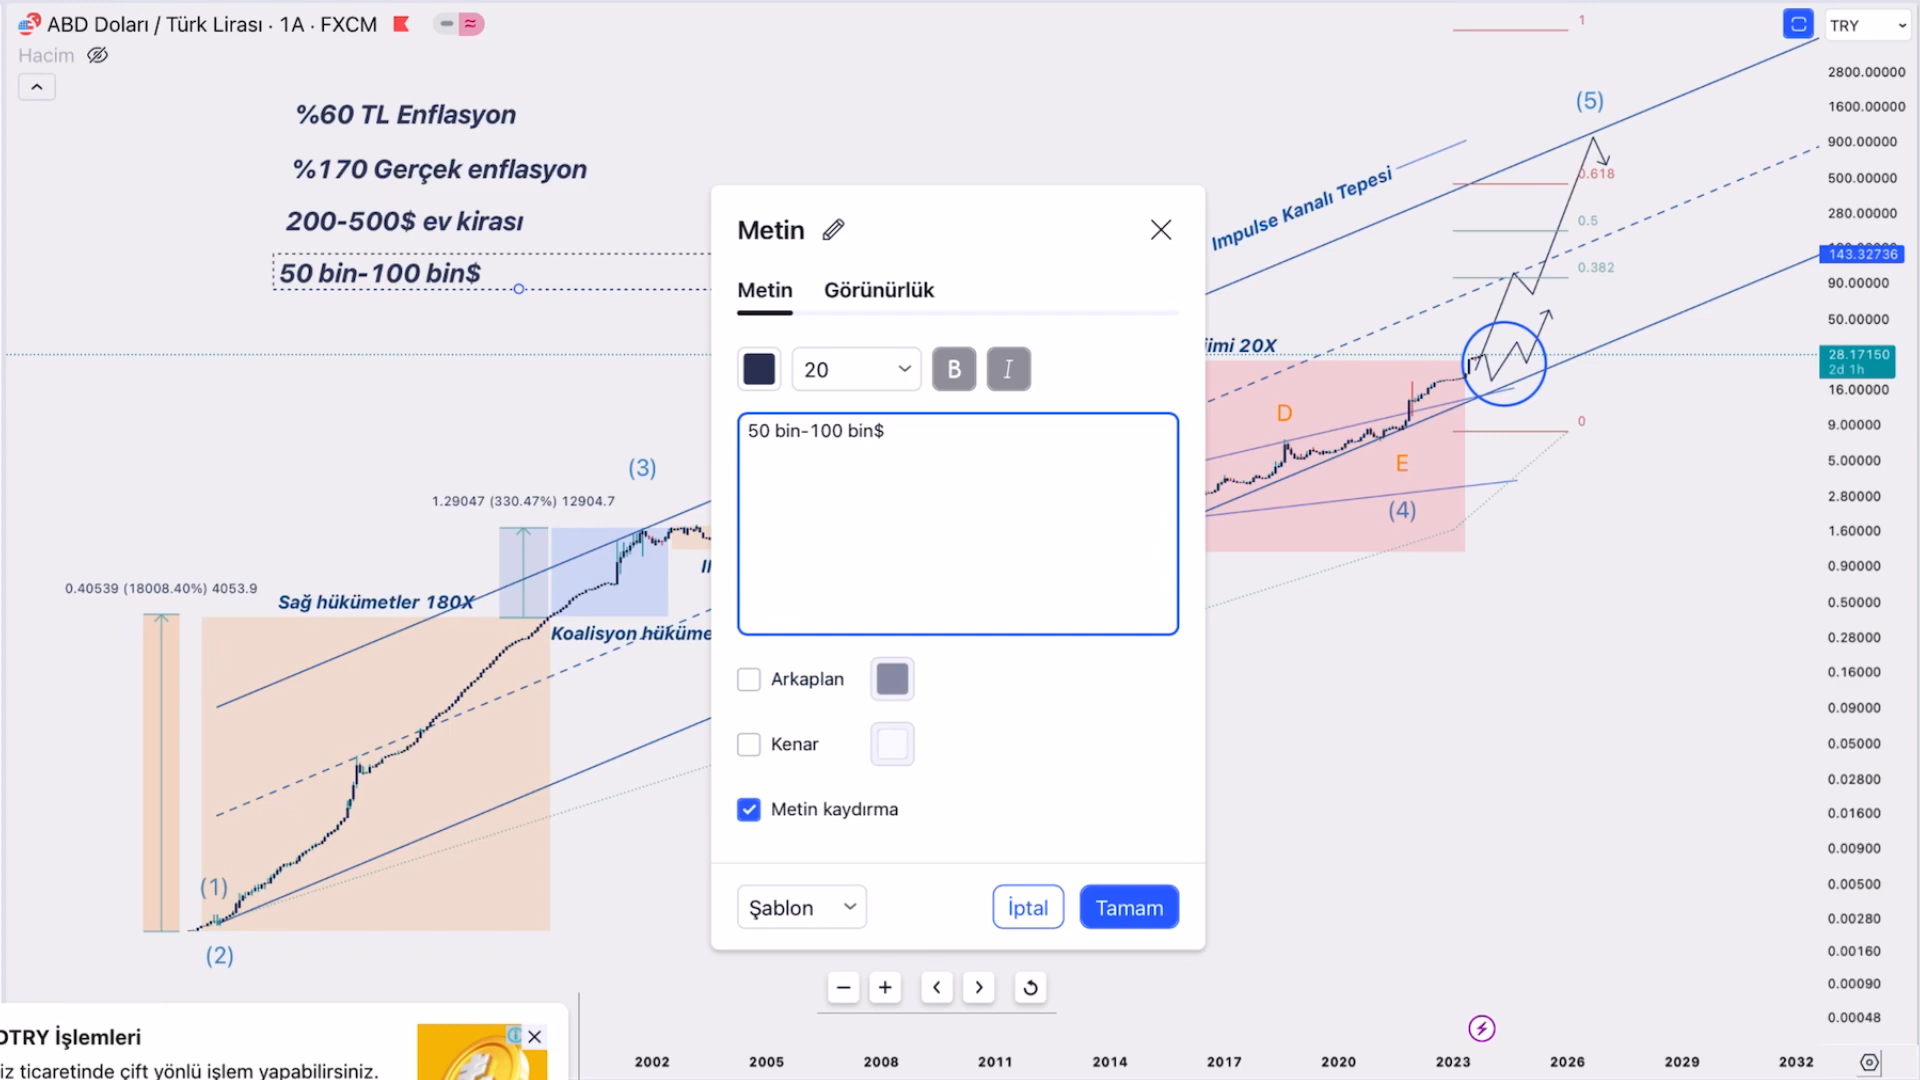 ABD Doları / Türk Lirası · 1A · FXCM
Hacim
TRY
%60 TL Enflasyon
%170 Gerçek enflasyon
200-500$ ev kirası
50 bin-100 bin$
Metin
Metin Görünürlük
20 B I
50 bin-100 bin$
Arkaplan
Kenar
Metin kaydırma
Şablon
İptal
Tamam
Impulse Kanalı Tepesi
1
0.618
0.5
0.382
0
(5)
20X
D
E
(4)
(3)
1.29047 (330.47%) 12904.7
0.40539 (18008.40%) 4053.9
Sağ hükümetler 180X
Koalisyon hüküme
(1)
(2)
2800.00000
1600.00000
900.00000
500.00000
280.00000
143.32736
90.00000
50.00000
28.17150
2d 1h
16.00000
9.00000
5.00000
2.80000
1.60000
0.90000
0.50000
0.28000
0.16000
0.09000
0.05000
0.02800
0.01600
0.00900
0.00500
0.00280
0.00160
0.00090
0.00048
DTRY İşlemleri
iz ticaretinde çift yönlü işlem yapabilirsiniz.
2002 2005 2008 2011 2014 2017 2020 2023 2026 2029 2032